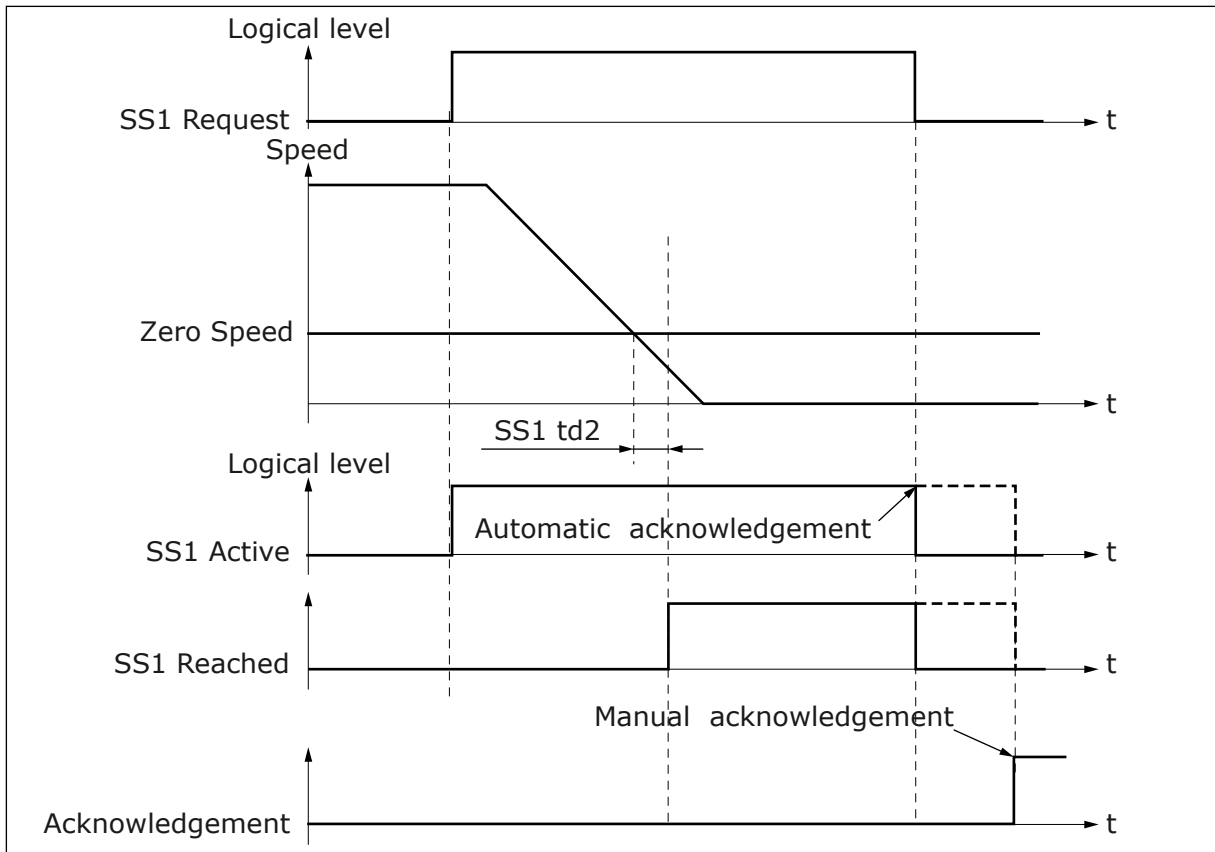 Logical level
SS1 Request
t
Speed
Zero Speed
t
SS1 td2
Logical level
Automatic acknowledgement
SS1 Active
t
SS1 Reached
t
Manual acknowledgement
Acknowledgement
t